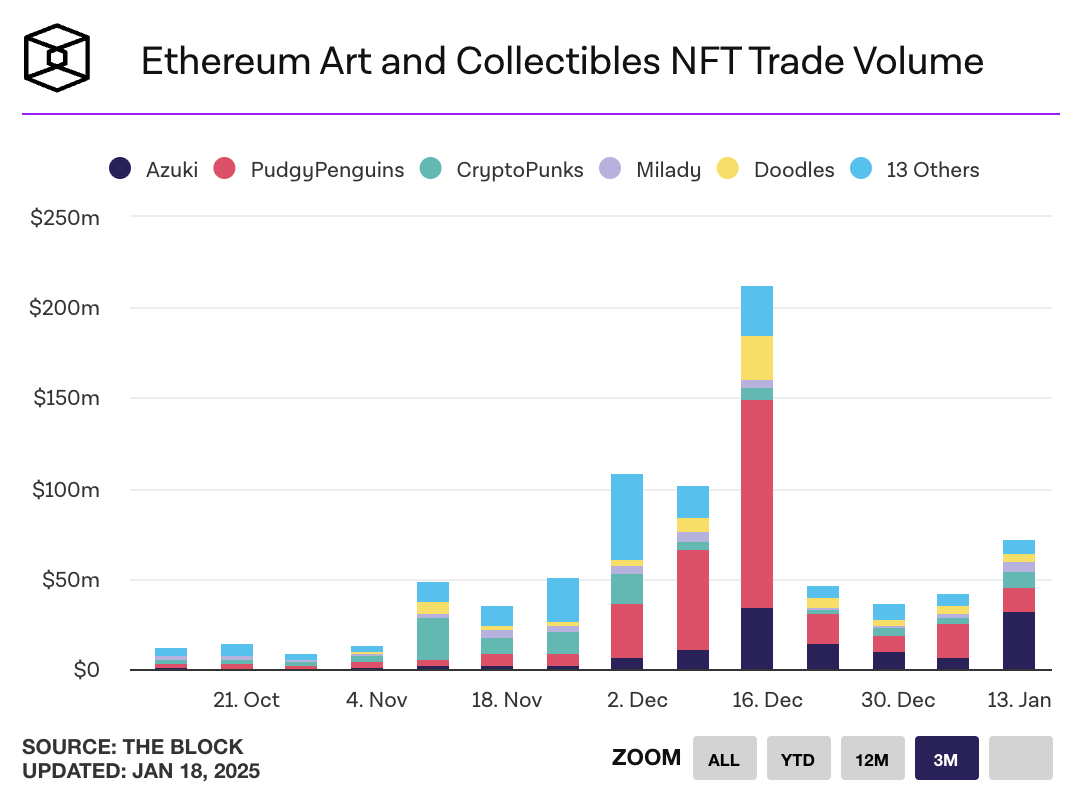 Ethereum Art and Collectibles NFT Trade Volume
Azuki PudgyPenguins CryptoPunks Milady Doodles 13 Others
$250m
$200m
$150m
$100m
$50m
$0
21. Oct 4. Nov 18. Nov 2. Dec 16. Dec 30. Dec 13. Jan
SOURCE: THE BLOCK
UPDATED: JAN 18, 2025
ZOOM ALL YTD 12M 3M